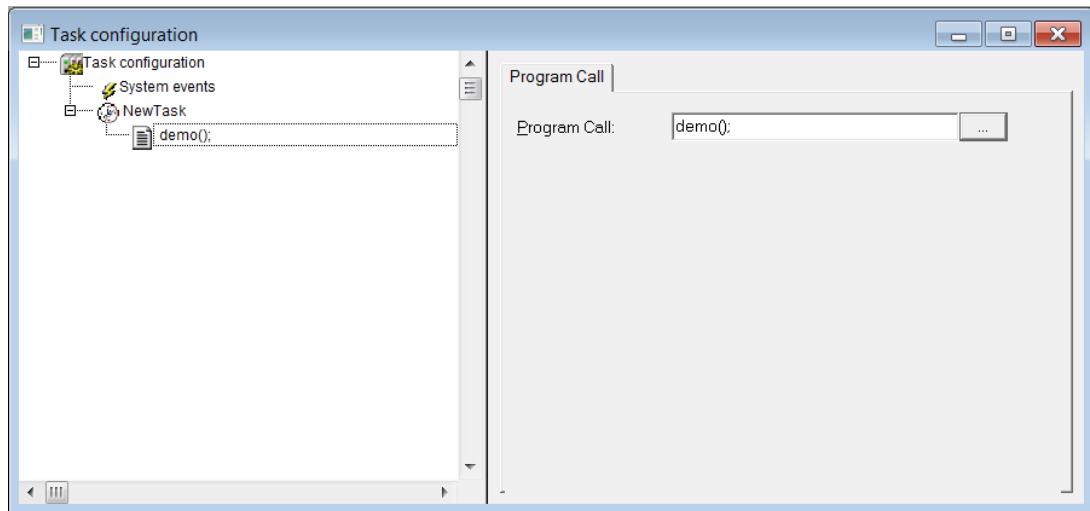 Task configuration
Task configuration
System events
NewTask
demo();
Program Call
Program Call:
demo();
...